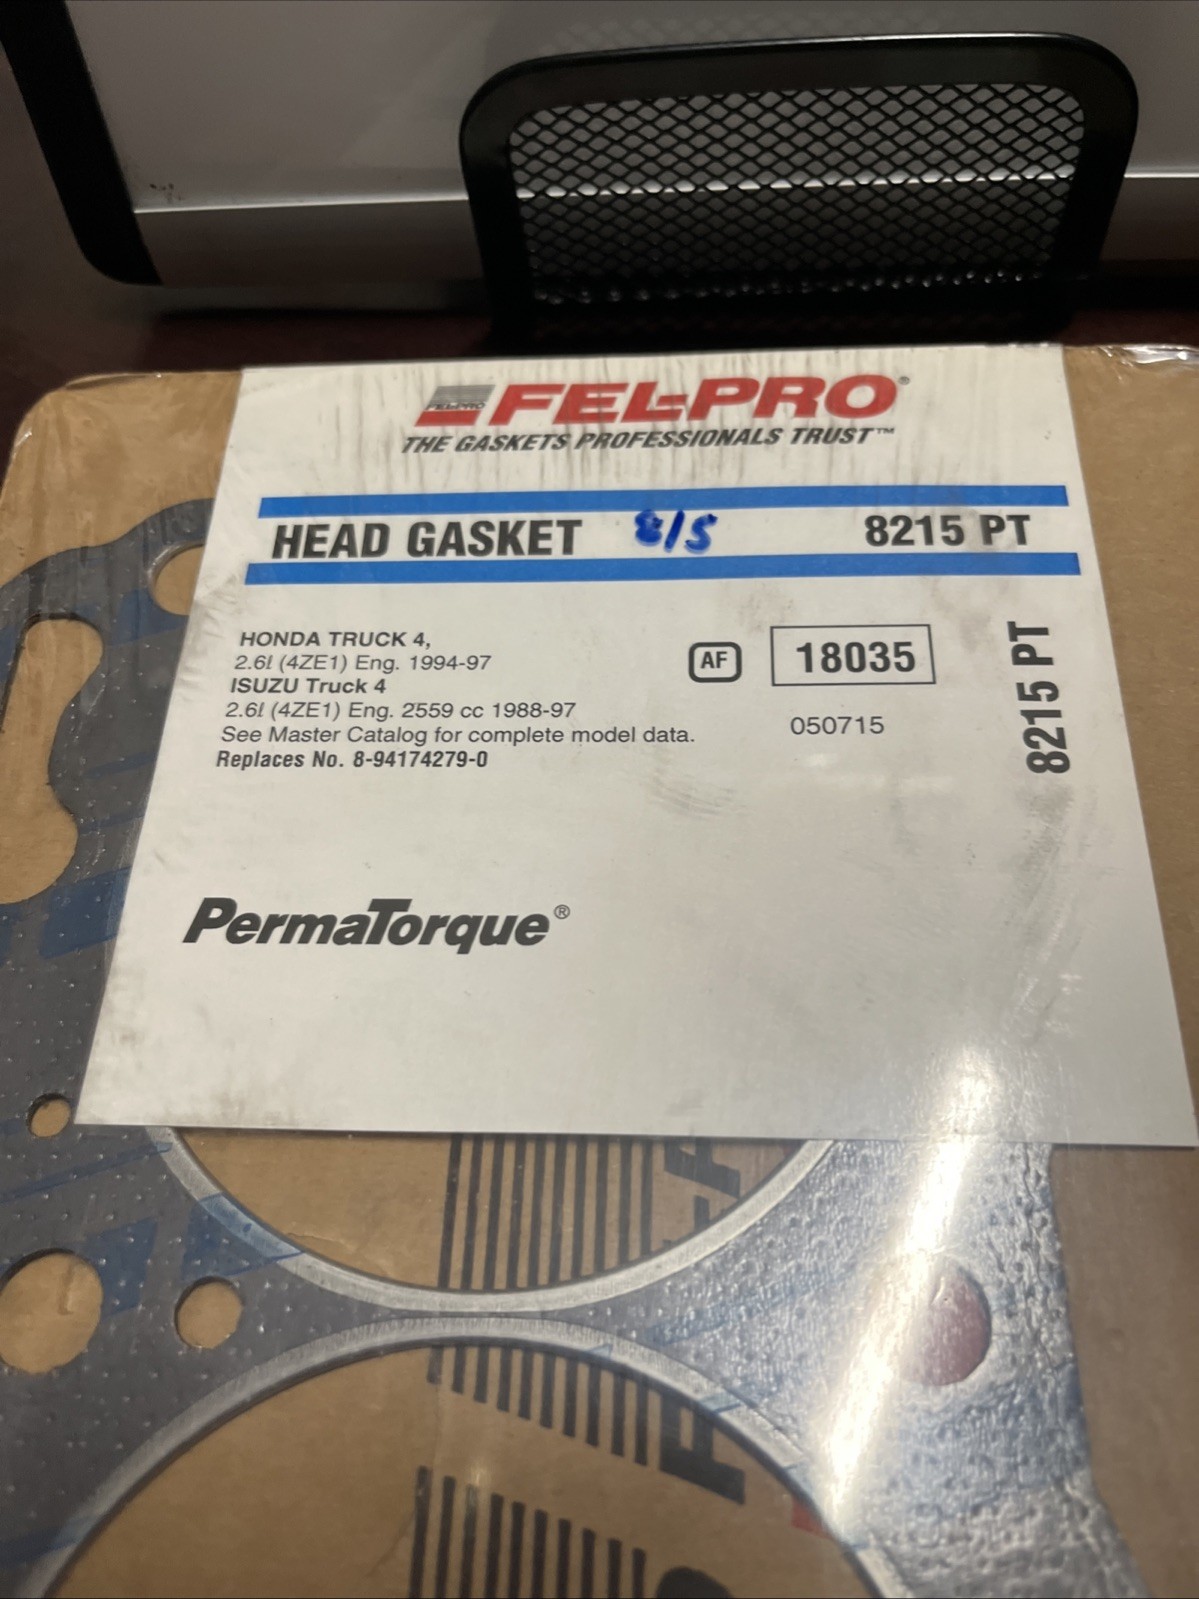 FEL-PRO
FEL-PRO®
THE GASKETS PROFESSIONALS TRUST™
HEAD GASKET 8/5 8215 PT
HONDA TRUCK 4,
2.6l (4ZE1) Eng. 1994-97
ISUZU Truck 4
2.6l (4ZE1) Eng. 2559 cc 1988-97
See Master Catalog for complete model data.
Replaces No. 8-94174279-0
AF
18035
050715
8215 PT
PermaTorque®